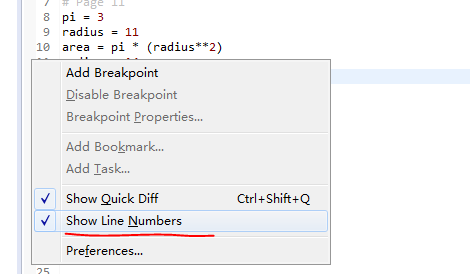 7 # Page 11
8 pi = 3
9 radius = 11
10 area = pi * (radius**2)
Add Breakpoint
Disable Breakpoint
Breakpoint Properties...
Add Bookmark...
Add Task...
Show Quick Diff Ctrl+Shift+Q
Show Line Numbers
Preferences...
25